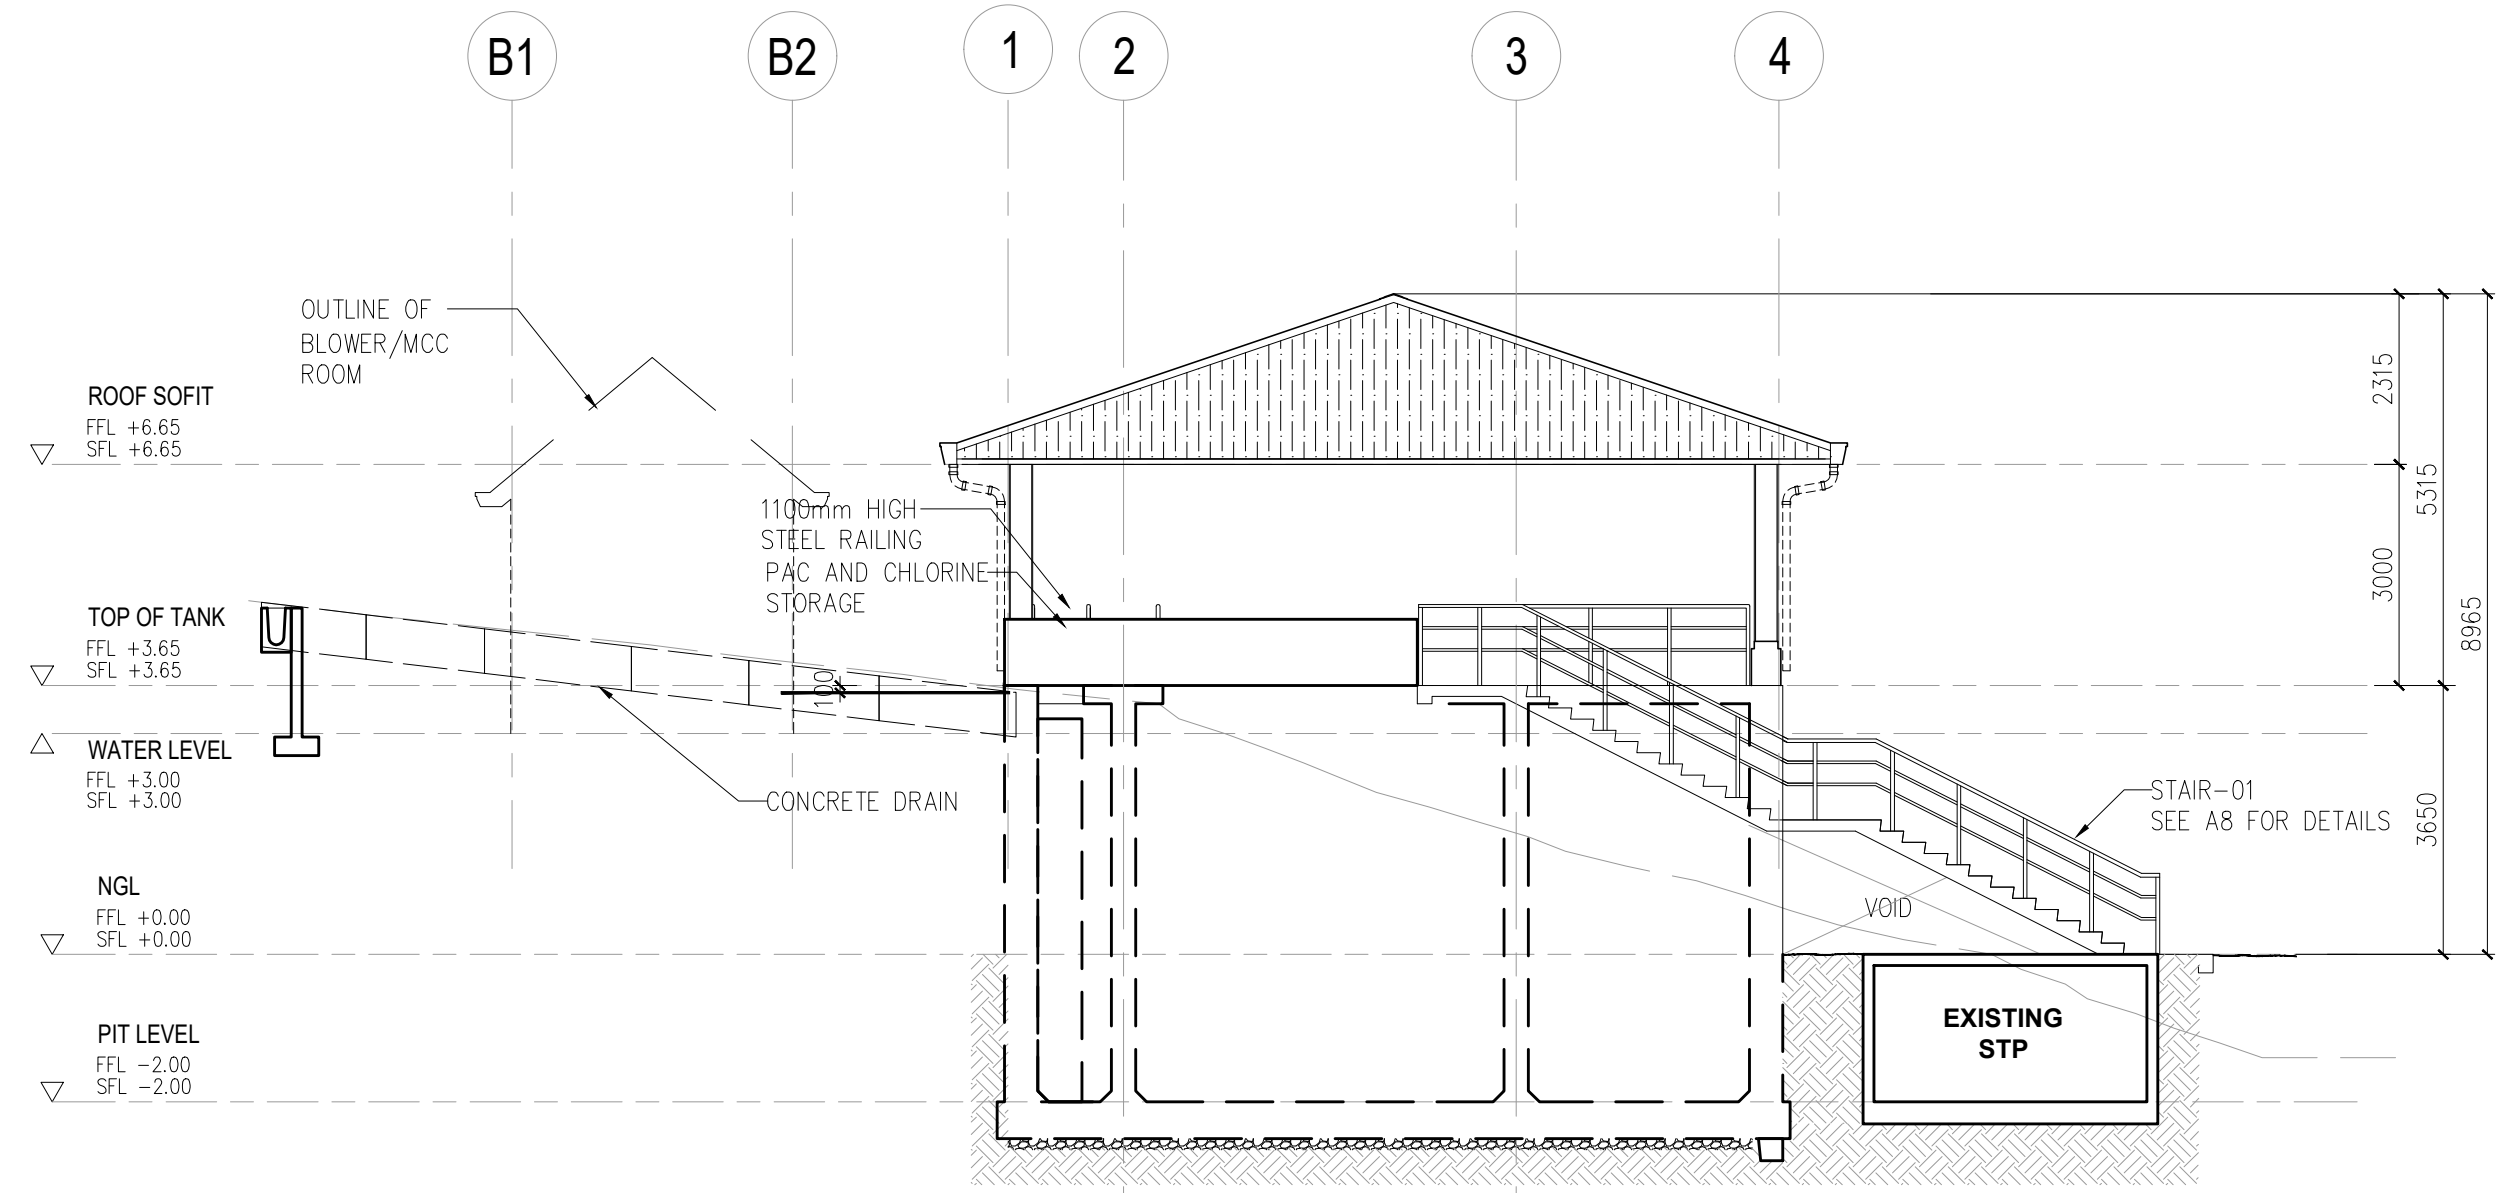 B1
B2
1
2
3
4
OUTLINE OF
BLOWER/MCC
ROOM
ROOF SOFIT
FFL +6.65
SFL +6.65
2315
5315
1100mm HIGH
STEEL RAILING
PAC AND CHLORINE
STORAGE
3000
8965
TOP OF TANK
FFL +3.65
SFL +3.65
100
WATER LEVEL
FFL +3.00
SFL +3.00
CONCRETE DRAIN
STAIR-01
SEE A8 FOR DETAILS
3650
NGL
FFL +0.00
SFL +0.00
VOID
EXISTING
STP
PIT LEVEL
FFL -2.00
SFL -2.00